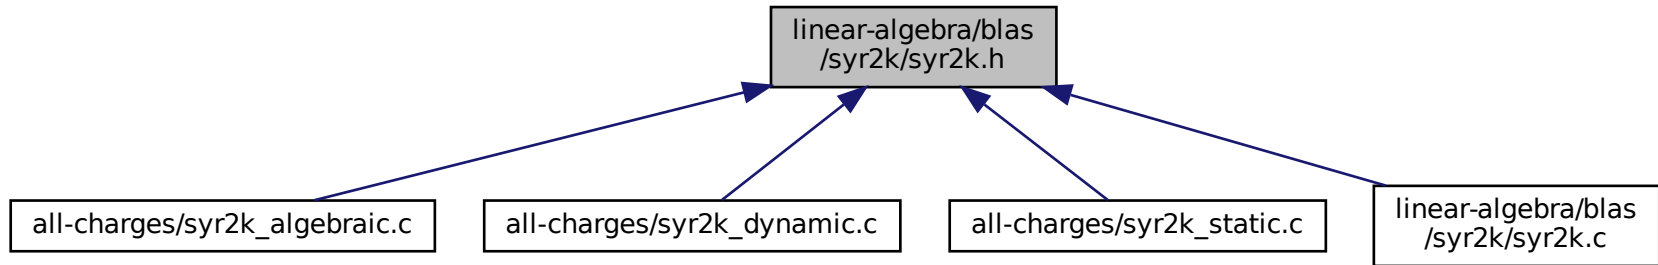 linear-algebra/blas
/syr2k/syr2k.h
all-charges/syr2k_algebraic.c
all-charges/syr2k_dynamic.c
all-charges/syr2k_static.c
linear-algebra/blas
/syr2k/syr2k.c